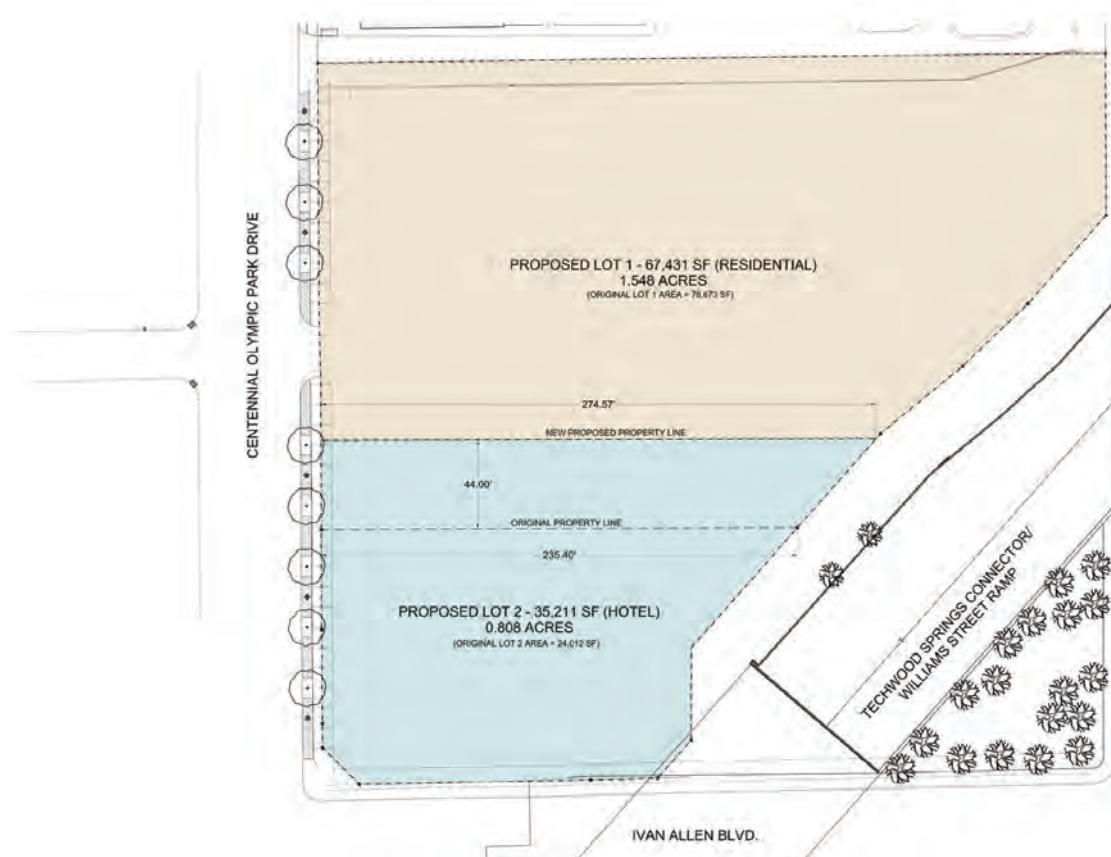 CENTENNIAL OLYMPIC PARK DRIVE
PROPOSED LOT 1 - 67,431 SF (RESIDENTIAL)
1.548 ACRES
(ORIGINAL LOT 1 AREA = 78,673 SF)
274.57'
NEW PROPOSED PROPERTY LINE
44.00'
ORIGINAL PROPERTY LINE
235.40'
PROPOSED LOT 2 - 35,211 SF (HOTEL)
0.808 ACRES
(ORIGINAL LOT 2 AREA = 24,012 SF)
TECHWOOD SPRINGS CONNECTOR/
WILLIAMS STREET RAMP
IVAN ALLEN BLVD.